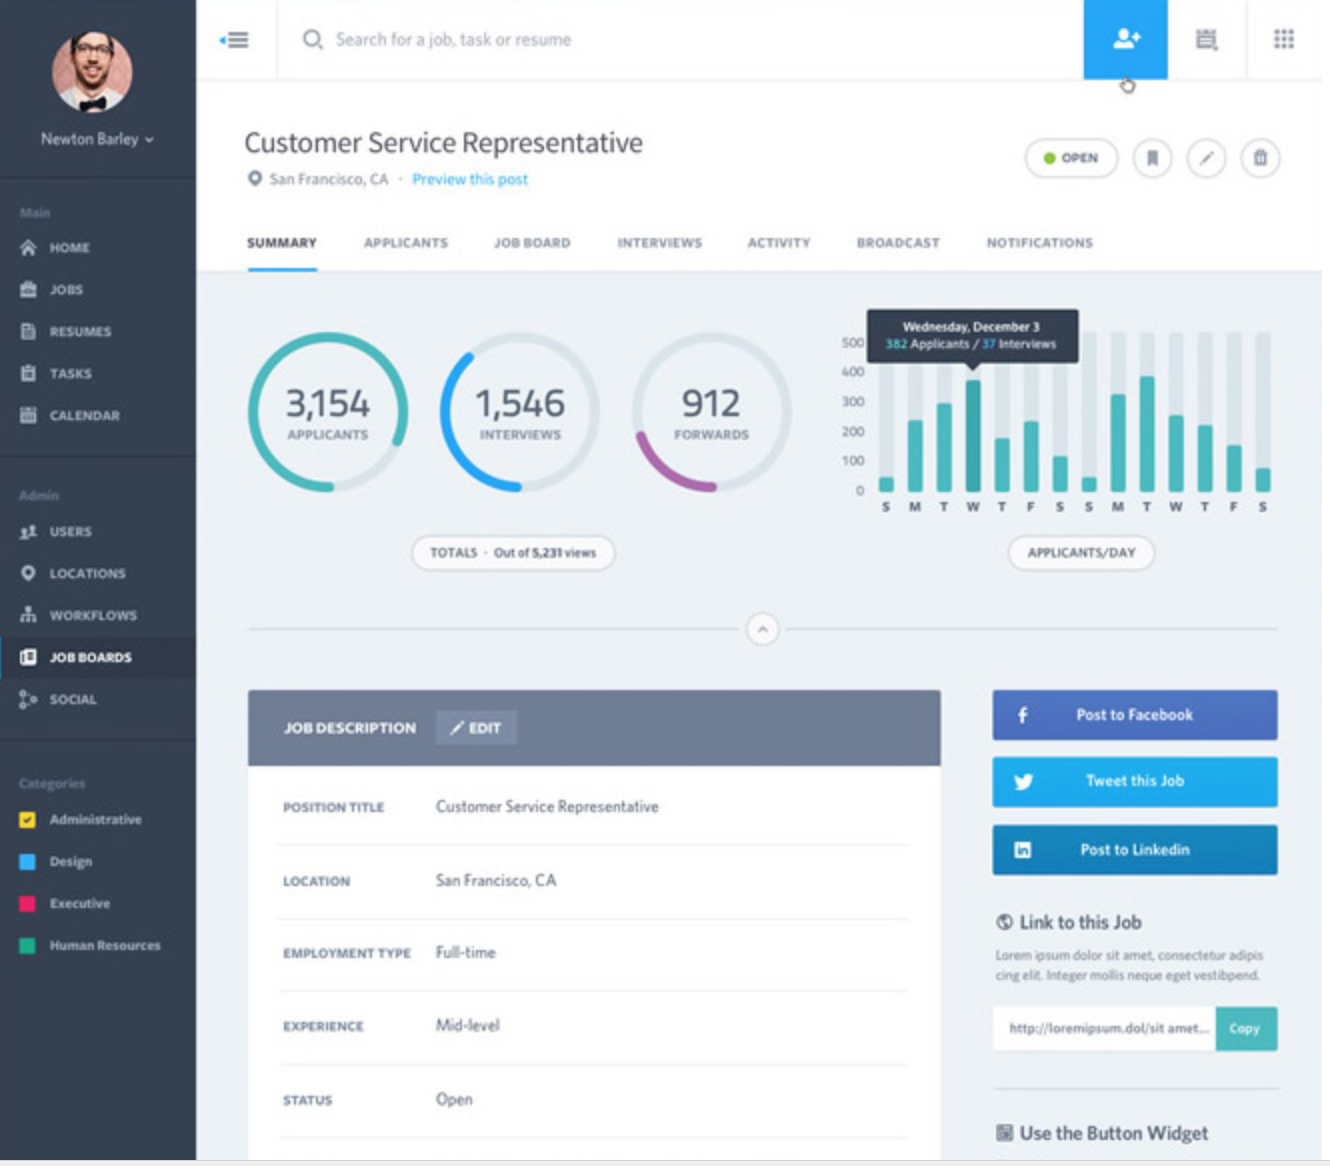 Newton Barley
Main
HOME
JOBS
RESUMES
TASKS
CALENDAR
Admin
USERS
LOCATIONS
WORKFLOWS
JOB BOARDS
SOCIAL
Categories
Administrative
Design
Executive
Human Resources
Search for a job, task or resume
Customer Service Representative
San Francisco, CA · Preview this post
OPEN
SUMMARY APPLICANTS JOB BOARD INTERVIEWS ACTIVITY BROADCAST NOTIFICATIONS
3,154
APPLICANTS
1,546
INTERVIEWS
912
FORWARDS
TOTALS · Out of 5,231 views
Wednesday, December 3
382 Applicants / 37 Interviews
500
400
300
200
100
0
S M T W T F S S M T W T F S
APPLICANTS/DAY
JOB DESCRIPTION EDIT
POSITION TITLE Customer Service Representative
LOCATION San Francisco, CA
EMPLOYMENT TYPE Full-time
EXPERIENCE Mid-level
STATUS Open
Post to Facebook
Tweet this Job
Post to Linkedin
Link to this Job
Lorem ipsum dolor sit amet, consectetur adipis
cing elit. Integer mollis neque eget vestibpend.
http://loremipsum.dol/sit amet... Copy
Use the Button Widget